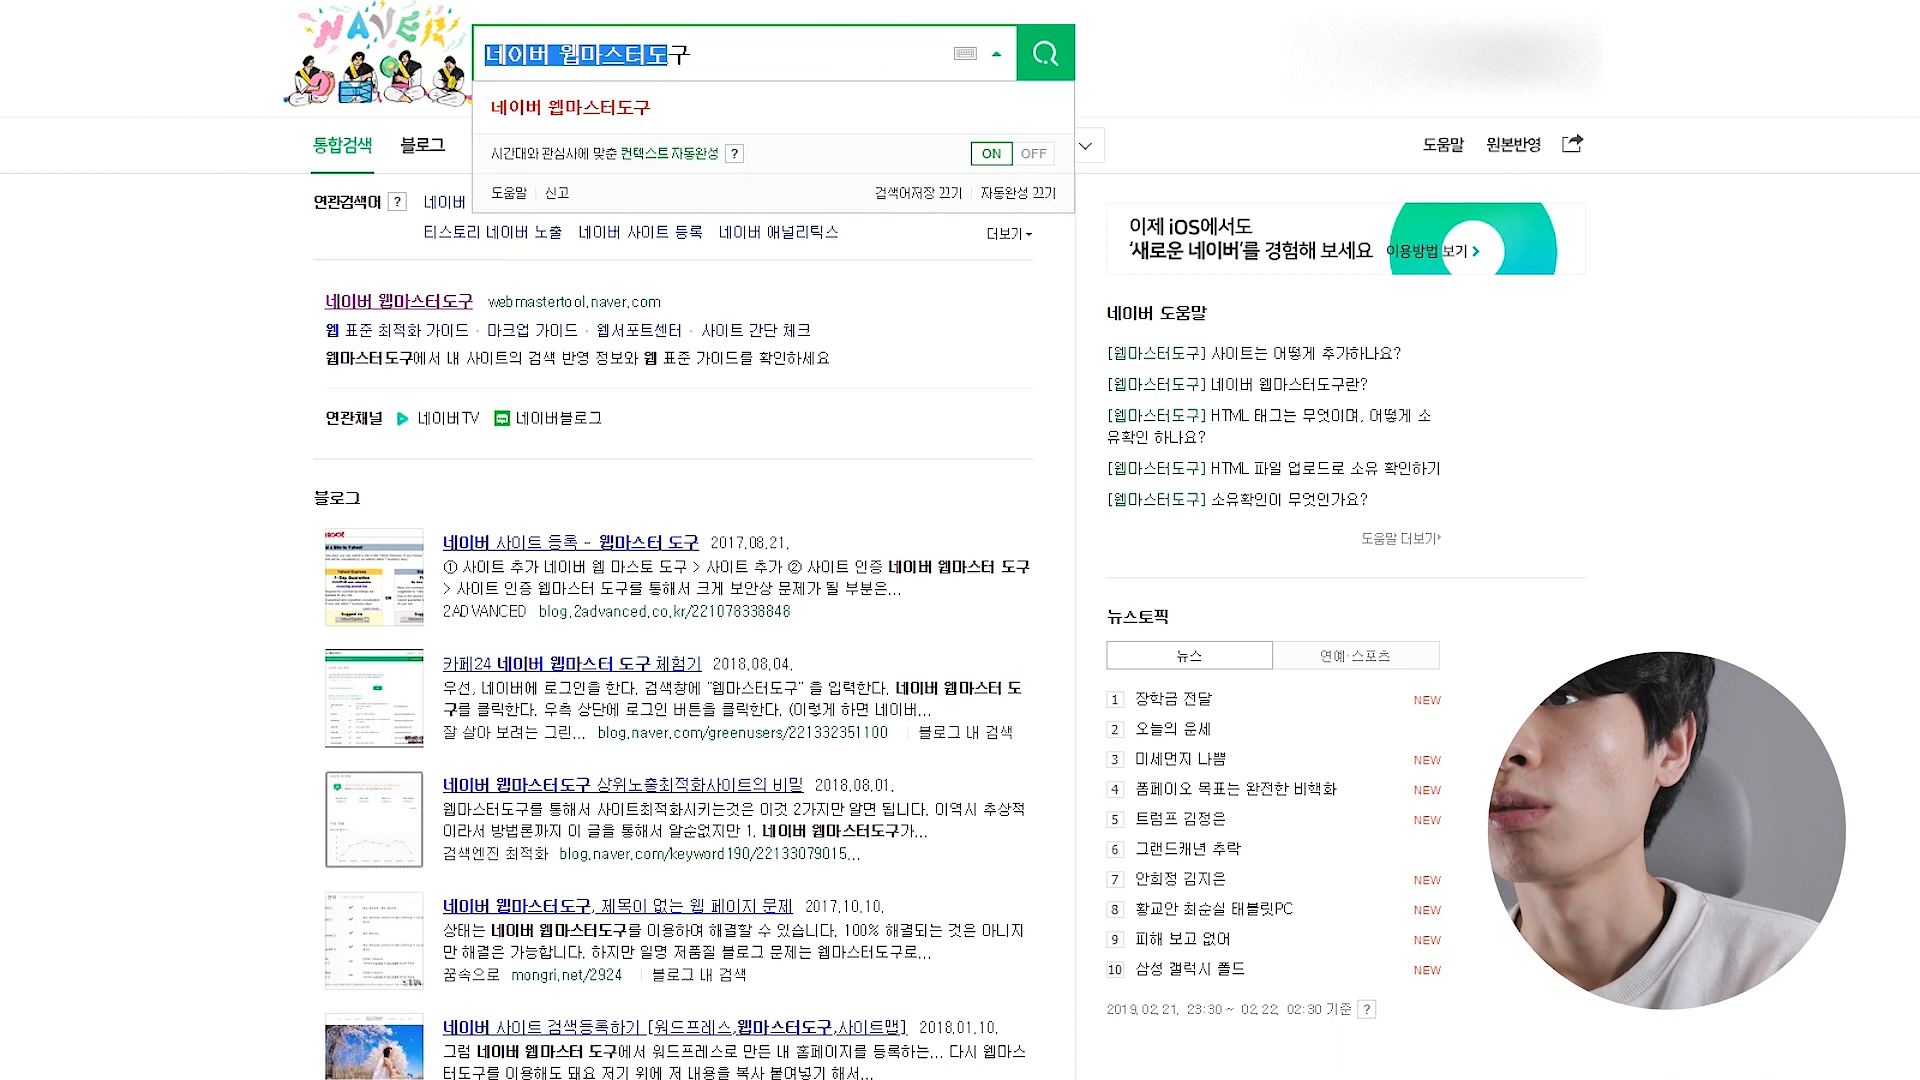 NAVER
네이버 웹마스터도구
네이버 웹마스터도구
시간대와 관심사에 맞춘 컨텍스트 자동완성 ?
ON OFF
도움말 신고 검색어저장 끄기 자동완성 끄기
통합검색 블로그
도움말 원본반영
연관검색어 ? 네이버
티스토리 네이버 노출 네이버 사이트 등록 네이버 애널리틱스 더보기
네이버 웹마스터도구 webmastertool.naver.com
웹 표준 최적화 가이드 · 마크업 가이드 · 웹서포트센터 · 사이트 간단 체크
웹마스터도구에서 내 사이트의 검색 반영 정보와 웹 표준 가이드를 확인하세요
연관채널 네이버TV 네이버블로그
블로그
네이버 사이트 등록 - 웹마스터 도구 2017.08.21.
① 사이트 추가 네이버 웹 마스토 도구 > 사이트 추가 ② 사이트 인증 네이버 웹마스터 도구
> 사이트 인증 웹마스터 도구를 통해서 크게 보안상 문제가 될 부분은...
2ADVANCED blog.2advanced.co.kr/221078338848
카페24 네이버 웹마스터 도구 체험기 2018.08.04.
우선, 네이버에 로그인을 한다. 검색창에 "웹마스터도구" 을 입력한다. 네이버 웹마스터 도
구를 클릭한다. 우측 상단에 로그인 버튼을 클릭한다. (이렇게 하면 네이버...
잘 살아 보려는 그린... blog.naver.com/greenusers/221332351100 블로그 내 검색
네이버 웹마스터도구 상위노출최적화사이트의 비밀 2018.08.01.
웹마스터도구를 통해서 사이트최적화시키는것은 이것 2가지만 알면 됩니다. 이역시 추상적
이라서 방법론까지 이 글을 통해서 알순없지만 1. 네이버 웹마스터도구가...
검색엔진 최적화 blog.naver.com/keyword190/22133079015...
네이버 웹마스터도구, 제목이 없는 웹 페이지 문제 2017.10.10.
상태는 네이버 웹마스터도구를 이용하여 해결할 수 있습니다. 100% 해결되는 것은 아니지
만 해결은 가능합니다. 하지만 일명 저품질 블로그 문제는 웹마스터도구로...
꿈속으로 mongri.net/2924 블로그 내 검색
네이버 사이트 검색등록하기 [워드프레스,웹마스터도구,사이트맵] 2018.01.10.
그럼 네이버 웹마스터 도구에서 워드프레스로 만든 내 홈페이지를 등록하는... 다시 웹마스
터도구를 이용해도 돼요 저기 위에 저 내용을 복사 붙여넣기 해서...
이제 iOS에서도
'새로운 네이버'를 경험해 보세요 이용방법 보기 >
네이버 도움말
[웹마스터도구] 사이트는 어떻게 추가하나요?
[웹마스터도구] 네이버 웹마스터도구란?
[웹마스터도구] HTML 태그는 무엇이며, 어떻게 소
유확인 하나요?
[웹마스터도구] HTML 파일 업로드로 소유 확인하기
[웹마스터도구] 소유확인이 무엇인가요?
도움말 더보기
뉴스토픽
뉴스 연예·스포츠
1 장학금 전달 NEW
2 오늘의 운세
3 미세먼지 나쁨 NEW
4 폼페이오 목표는 완전한 비핵화 NEW
5 트럼프 김정은 NEW
6 그랜드캐년 추락
7 안희정 김지은 NEW
8 황교안 최순실 태블릿PC NEW
9 피해 보고 없어 NEW
10 삼성 갤럭시 폴드 NEW
2019.02.21. 23:30 ~ 02.22. 02:30 기준 ?